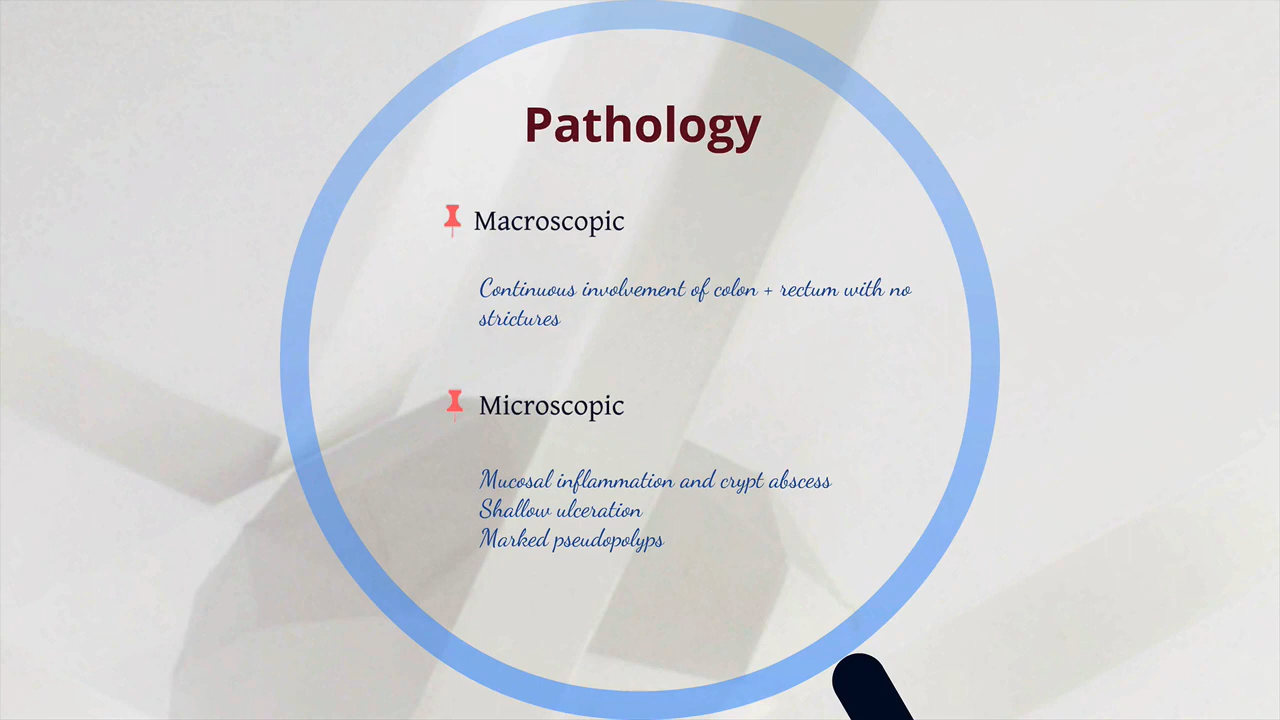 Pathology
Macroscopic
Continuous involvement of colon + rectum with no
strictures
Microscopic
Mucosal inflammation and crypt abscess
Shallow ulceration
Marked pseudopolyps